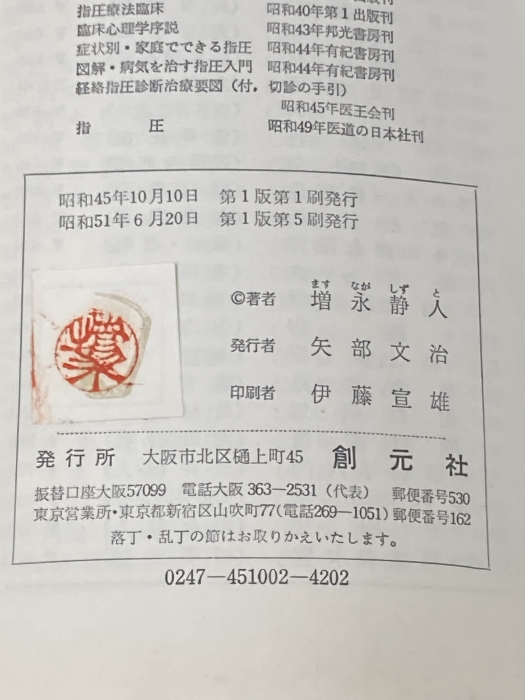 指圧療法臨床 昭和40年第1出版刊
臨床心理学序説 昭和43年邦光書房刊
症状別・家庭でできる指圧 昭和44年有紀書房刊
図解・病気を治す指圧入門 昭和44年有紀書房刊
経絡指圧診断治療要図（付，切診の手引）
昭和45年医王会刊
指圧 昭和49年医道の日本社刊
昭和45年10月10日 第1版第1刷発行
昭和51年6月20日 第1版第5刷発行
ます なが しず と
©著者 増永静人
発行者 矢部文治
印刷者 伊藤宣雄
発行所 大阪市北区樋上町45 創元社
振替口座大阪57099 電話大阪363—2531（代表） 郵便番号530
東京営業所・東京都新宿区山吹町77（電話269—1051）郵便番号162
落丁・乱丁の節はお取りかえいたします。
0247—451002—4202